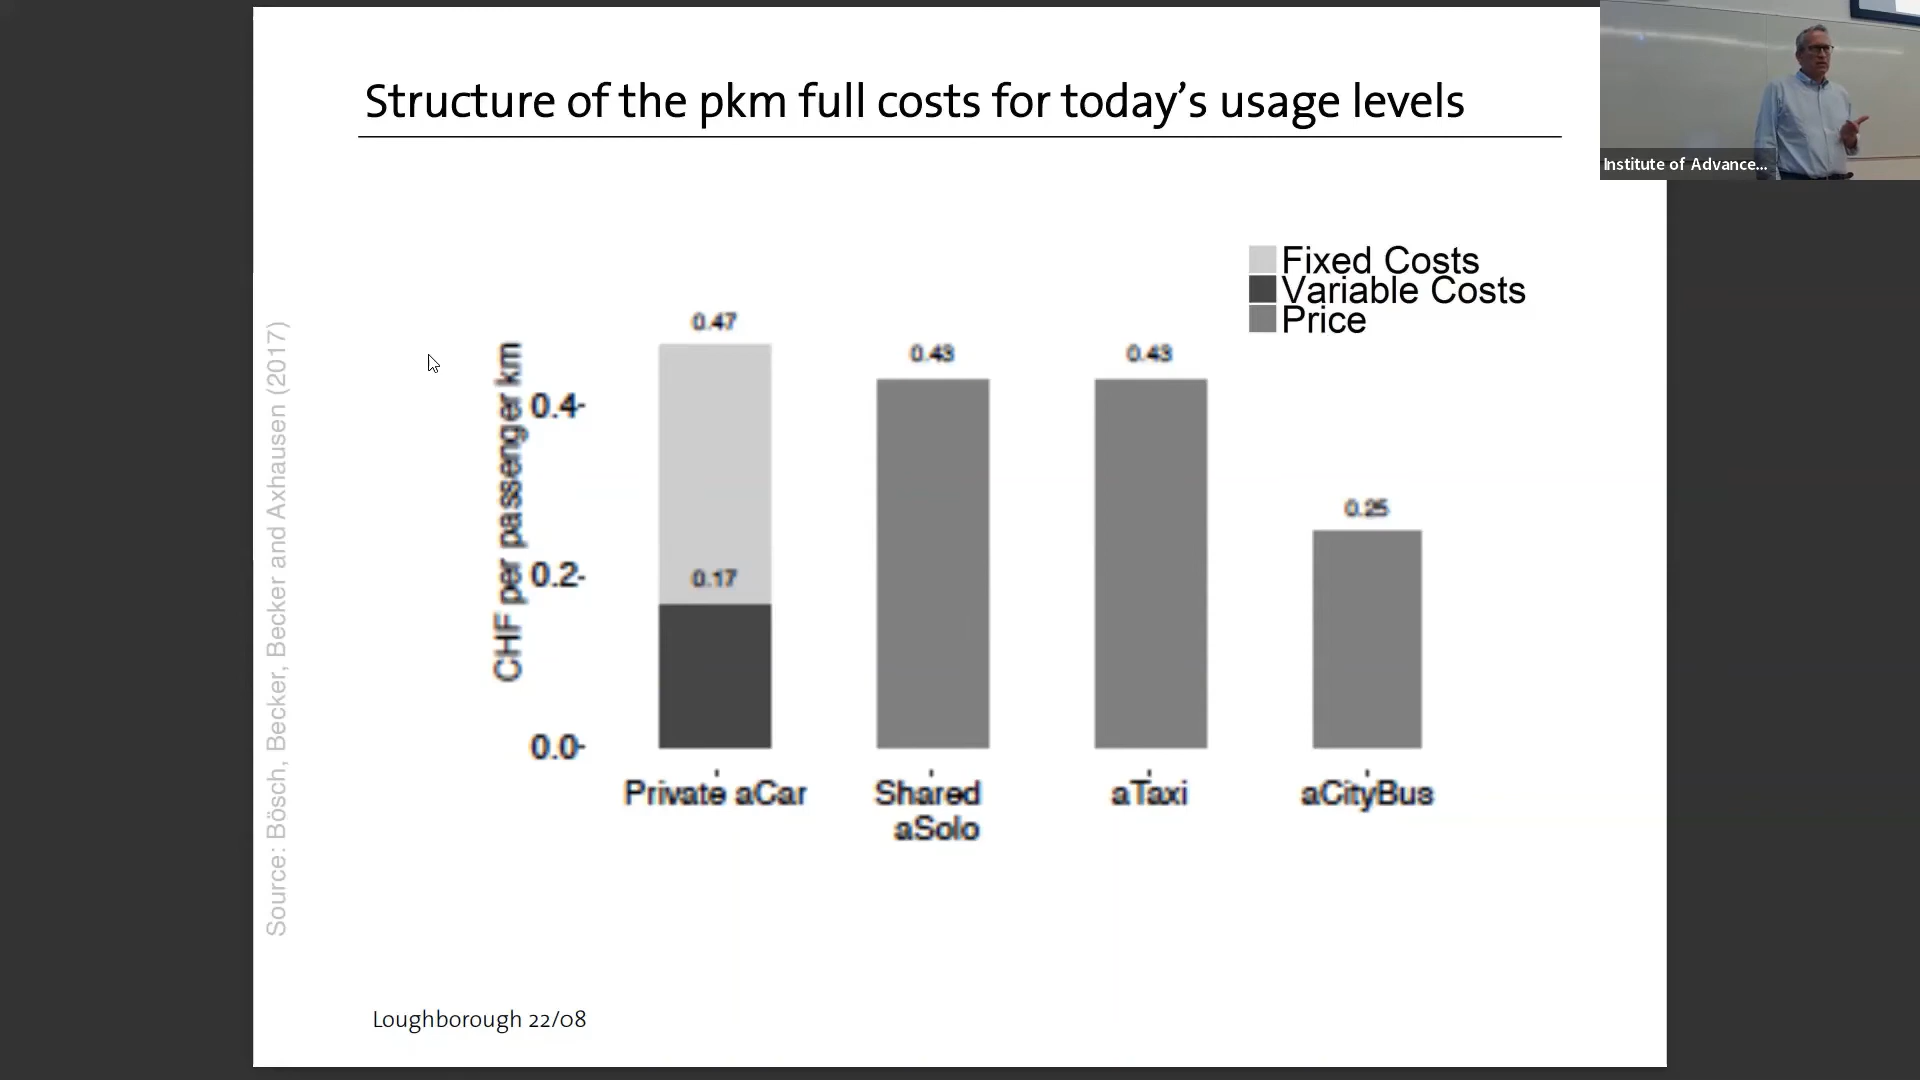 Structure of the pkm full costs for today's usage levels
Institute of Advance...
Fixed Costs
Variable Costs
Price
Source: Bösch, Becker, Becker and Axhausen (2017)
CHF per passenger km
0.4-
0.2-
0.0-
0.47
0.17
0.43
0.43
0.25
Private aCar
Shared
aSolo
aTaxi
aCityBus
Loughborough 22/08